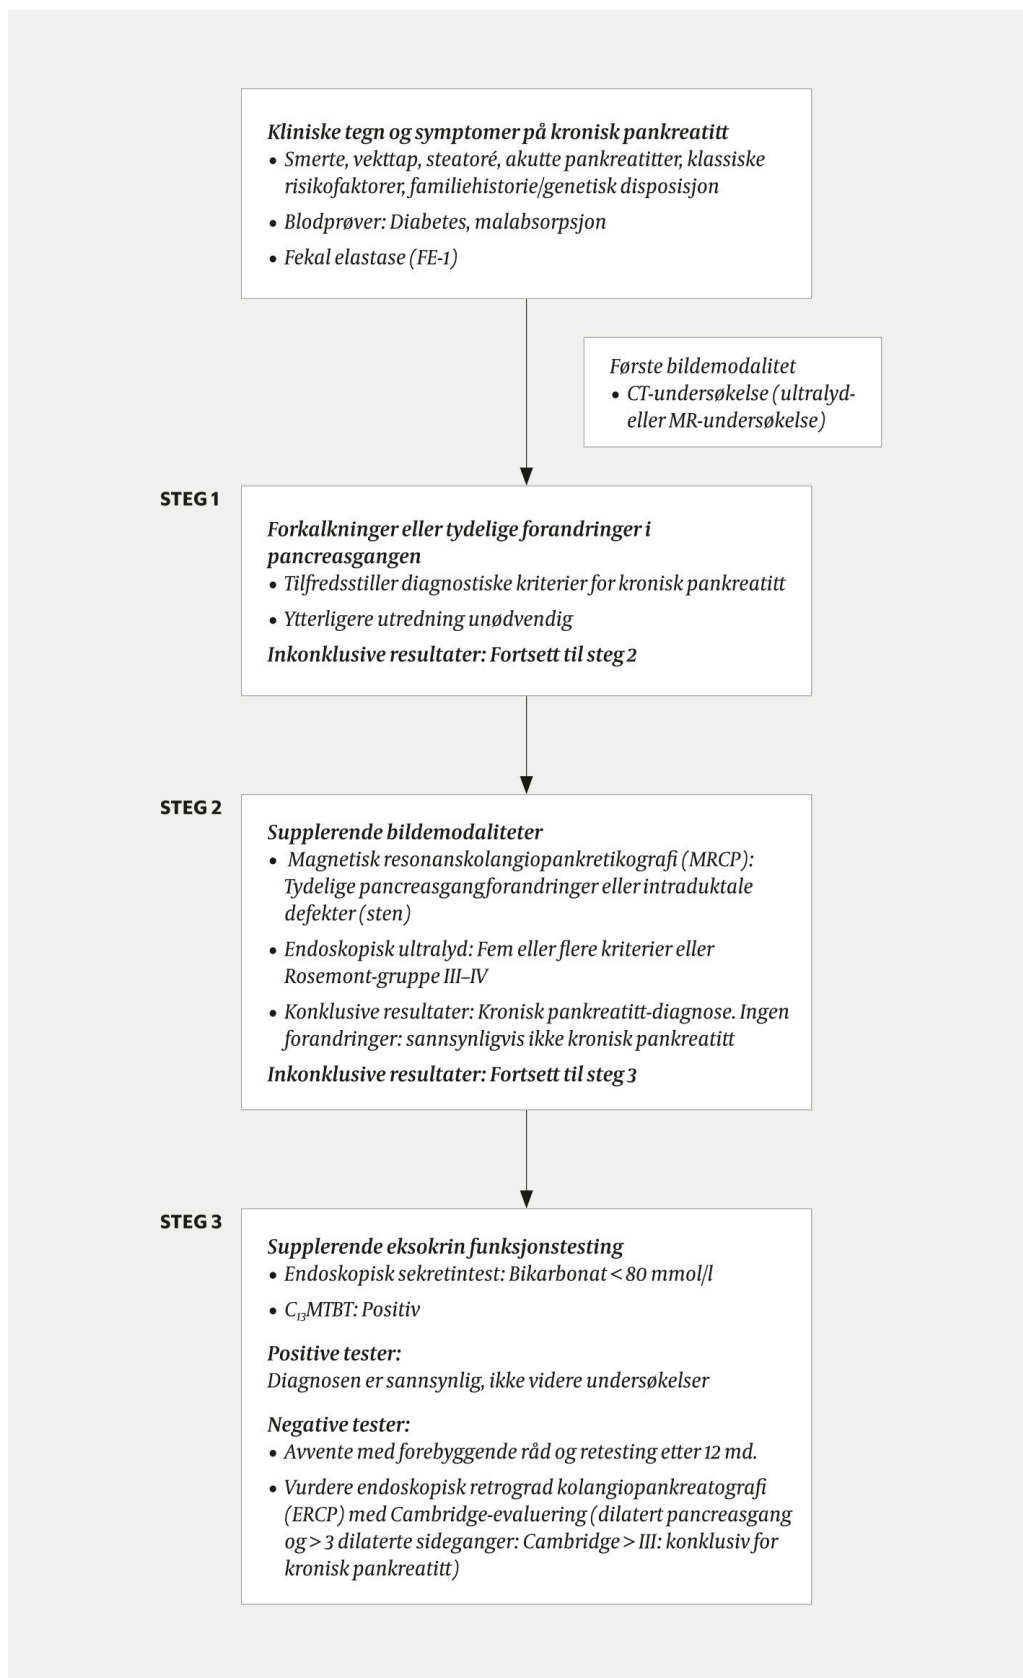 Kliniske tegn og symptomer på kronisk pankreatitt
• Smerte, vekttap, steatoré, akutte pankreatitter, klassiske
risikofaktorer, familiehistorie/genetisk disposisjon
• Blodprøver: Diabetes, malabsorpsjon
• Fekal elastase (FE-1)
Første bildemodalitet
• CT-undersøkelse (ultralyd-
eller MR-undersøkelse)
STEG 1
Forkalkninger eller tydelige forandringer i
pancreasgangen
• Tilfredsstiller diagnostiske kriterier for kronisk pankreatitt
• Ytterligere utredning unødvendig
Inkonklusive resultater: Fortsett til steg 2
STEG 2
Supplerende bildemodaliteter
• Magnetisk resonanskolangiopankretikografi (MRCP):
Tydelige pancreasgangforandringer eller intraduktale
defekter (sten)
• Endoskopisk ultralyd: Fem eller flere kriterier eller
Rosemont-gruppe III–IV
• Konklusive resultater: Kronisk pankreatitt-diagnose. Ingen
forandringer: sannsynligvis ikke kronisk pankreatitt
Inkonklusive resultater: Fortsett til steg 3
STEG 3
Supplerende eksokrin funksjonstesting
• Endoskopisk sekretintest: Bikarbonat < 80 mmol/l
• C₁₃MTBT: Positiv
Positive tester:
Diagnosen er sannsynlig, ikke videre undersøkelser
Negative tester:
• Avvente med forebyggende råd og retesting etter 12 md.
• Vurdere endoskopisk retrograd kolangiopankreatografi
(ERCP) med Cambridge-evaluering (dilatert pancreasgang
og > 3 dilaterte sideganger: Cambridge > III: konklusiv for
kronisk pankreatitt)